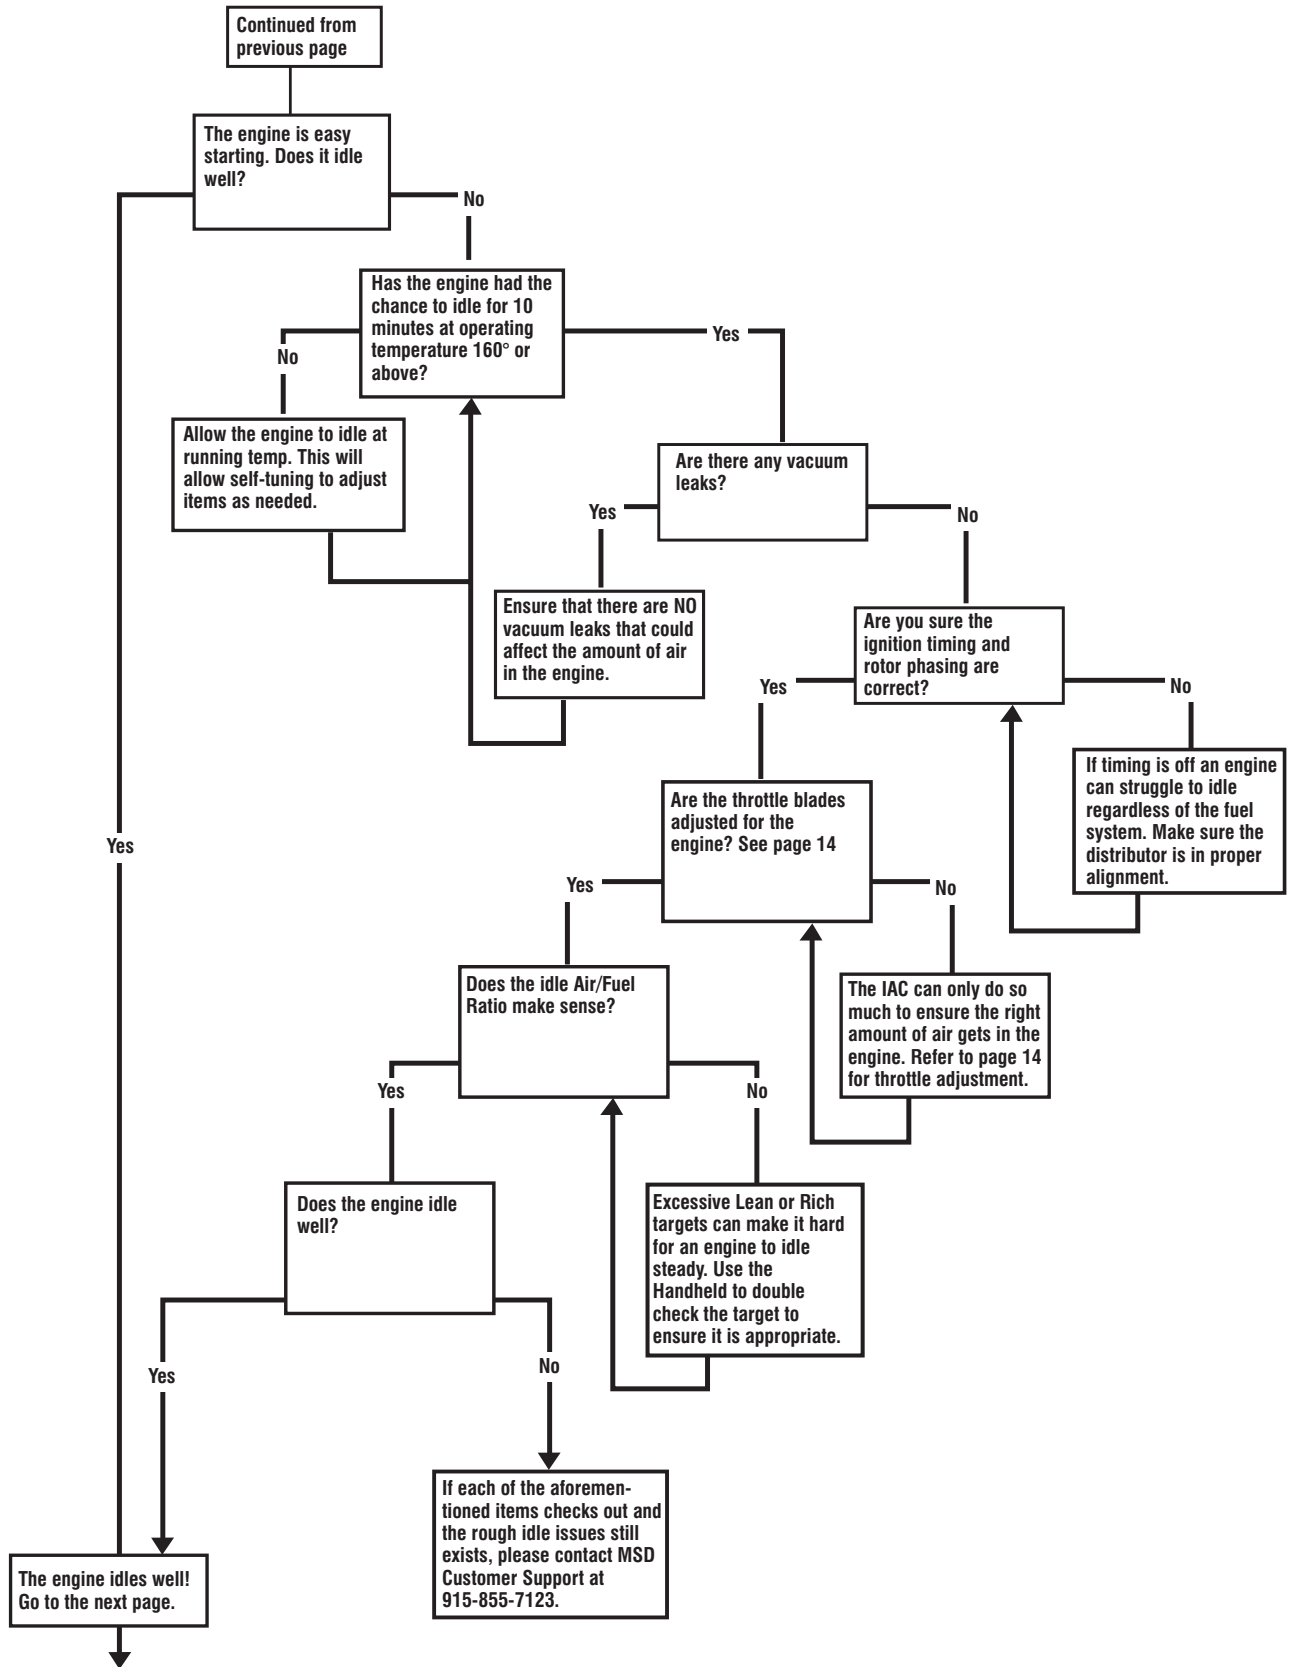 Continued from
previous page
The engine is easy
starting. Does it idle
well?
No
Has the engine had the
chance to idle for 10
minutes at operating
temperature 160° or
above?
No
Yes
Allow the engine to idle at
running temp. This will
allow self-tuning to adjust
items as needed.
Are there any vacuum
leaks?
Yes
No
Ensure that there are NO
vacuum leaks that could
affect the amount of air
in the engine.
Are you sure the
ignition timing and
rotor phasing are
correct?
Yes
No
If timing is off an engine
can struggle to idle
regardless of the fuel
system. Make sure the
distributor is in proper
alignment.
Are the throttle blades
adjusted for the
engine? See page 14
Yes
Yes
No
The IAC can only do so
much to ensure the right
amount of air gets in the
engine. Refer to page 14
for throttle adjustment.
Does the idle Air/Fuel
Ratio make sense?
Yes
No
Excessive Lean or Rich
targets can make it hard
for an engine to idle
steady. Use the
Handheld to double
check the target to
ensure it is appropriate.
Does the engine idle
well?
Yes
No
If each of the aforemen-
tioned items checks out and
the rough idle issues still
exists, please contact MSD
Customer Support at
915-855-7123.
The engine idles well!
Go to the next page.